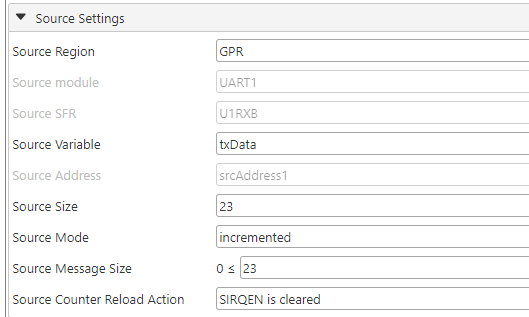 Source Settings
Source Region GPR
Source module UART1
Source SFR U1RXB
Source Variable txData
Source Address srcAddress1
Source Size 23
Source Mode incremented
Source Message Size 0 ≤ 23
Source Counter Reload Action SIRQEN is cleared